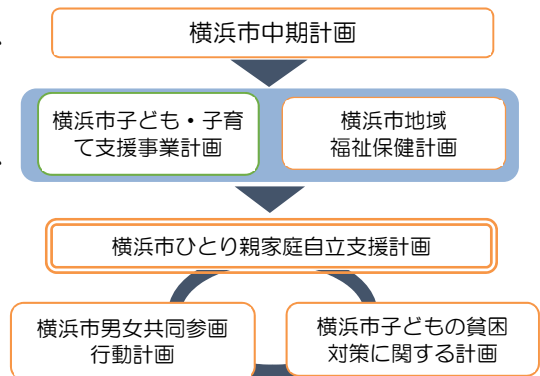 横浜市中期計画
横浜市子ども・子育
て支援事業計画
横浜市地域
福祉保健計画
横浜市ひとり親家庭自立支援計画
横浜市男女共同参画
行動計画
横浜市子どもの貧困
対策に関する計画